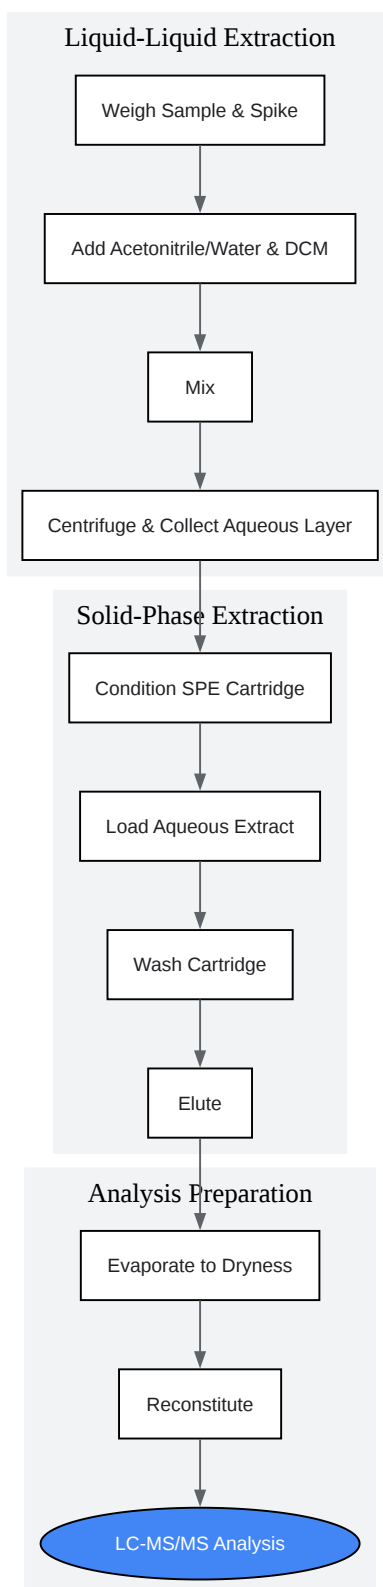 Liquid-Liquid Extraction
Weigh Sample & Spike
Add Acetonitrile/Water & DCM
Mix
Centrifuge & Collect Aqueous Layer
Solid-Phase Extraction
Condition SPE Cartridge
Load Aqueous Extract
Wash Cartridge
Elute
Analysis Preparation
Evaporate to Dryness
Reconstitute
LC-MS/MS Analysis